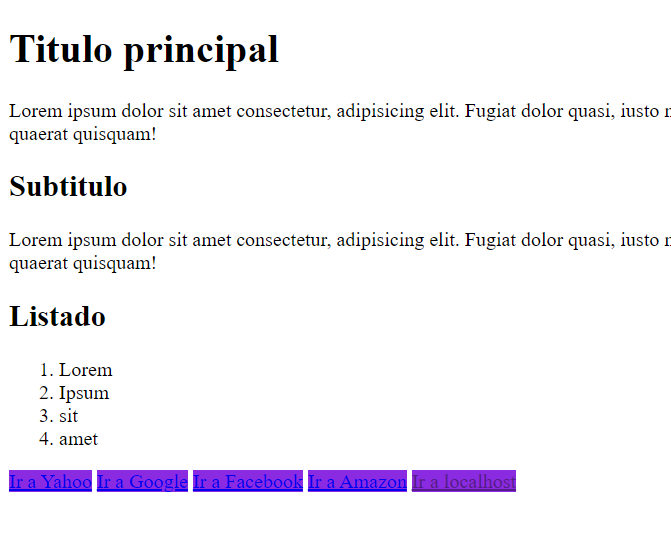 Titulo principal
Lorem ipsum dolor sit amet consectetur, adipisicing elit. Fugiat dolor quasi, iusto
quaerat quisquam!
Subtitulo
Lorem ipsum dolor sit amet consectetur, adipisicing elit. Fugiat dolor quasi, iusto
quaerat quisquam!
Listado
1. Lorem
2. Ipsum
3. sit
4. amet
Ir a Yahoo Ir a Google Ir a Facebook Ir a Amazon Ir a localhost